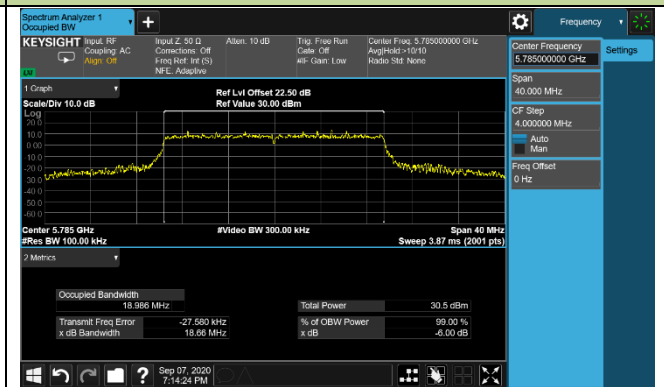 Spectrum Analyzer 1
Occupied BW
+
Frequency
KEYSIGHT
Input: RF
Coupling: AC
Align: Off
Input Z: 50 Ω
Corrections: Off
Freq Ref: Int (S)
NFE: Adaptive
Atten: 10 dB
Trig: Free Run
Gate: Off
#IF Gain: Low
Center Freq: 5.785000000 GHz
Avg|Hold:>10/10
Radio Std: None
Center Frequency
5.785000000 GHz
Settings
Span
40.000 MHz
CF Step
4.000000 MHz
Auto
Man
Freq Offset
0 Hz
1 Graph
Scale/Div 10.0 dB
Ref Lvl Offset 22.50 dB
Ref Value 30.00 dBm
Log
20.0
10.0
0.00
-10.0
-20.0
-30.0
-40.0
-50.0
-60.0
Center 5.785 GHz
#Video BW 300.00 kHz
Span 40 MHz
#Res BW 100.00 kHz
Sweep 3.87 ms (2001 pts)
2 Metrics
Occupied Bandwidth
18.986 MHz
Total Power
30.5 dBm
Transmit Freq Error
-27.580 kHz
% of OBW Power
99.00 %
x dB Bandwidth
18.66 MHz
x dB
-6.00 dB
?
Sep 07, 2020
7:14:24 PM